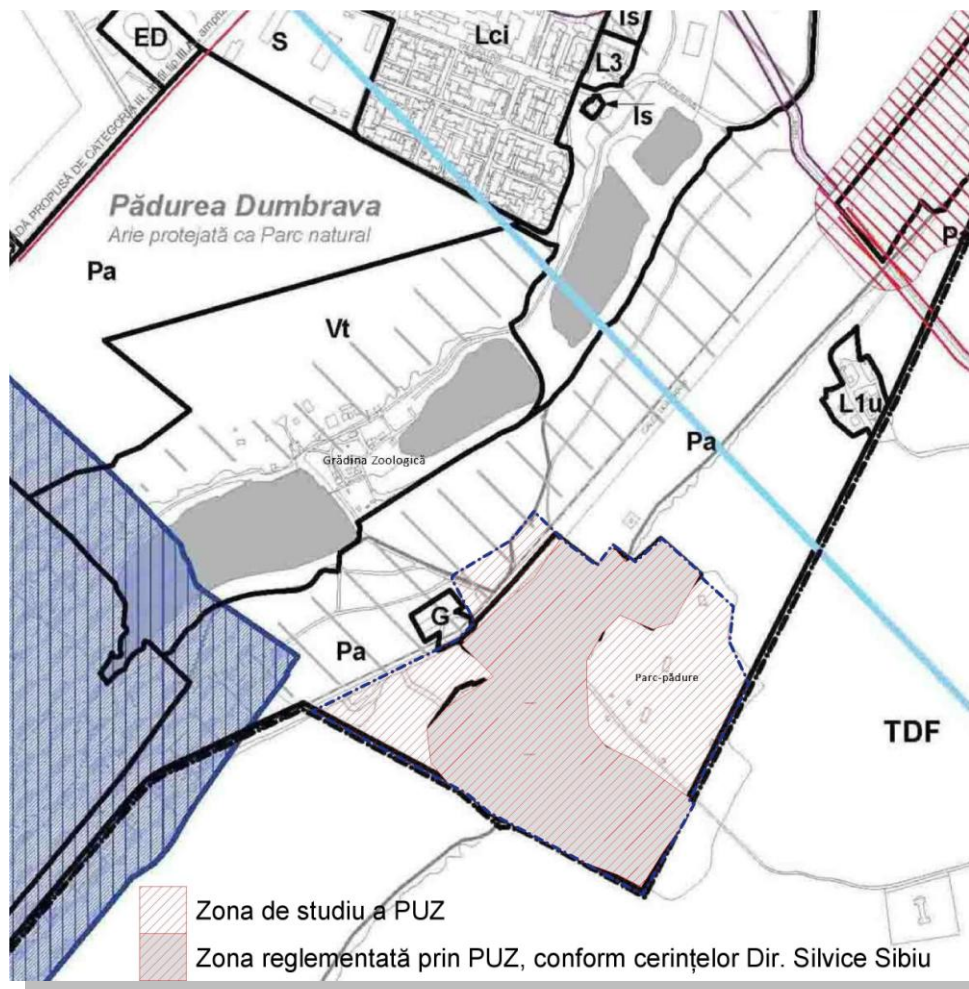 ED
S
Lci
Is
L3
Is
Pădurea Dumbrava
Arie protejată ca Parc natural
Pa
Vt
L1u
Pa
Grădina Zoologică
G
Pa
Parc-pădure
TDF
Zona de studiu a PUZ
Zona reglementată prin PUZ, conform cerințelor Dir. Silvice Sibiu